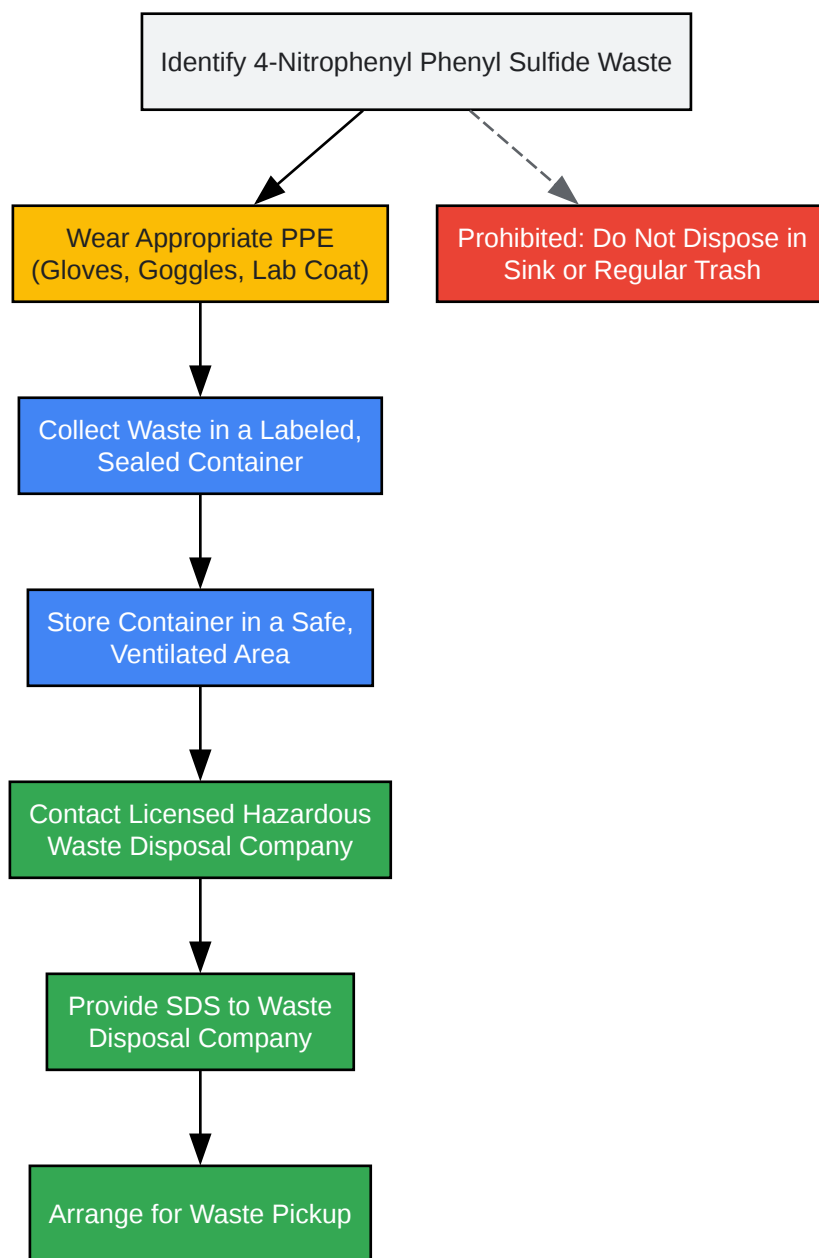 Identify 4-Nitrophenyl Phenyl Sulfide Waste
Wear Appropriate PPE
(Gloves, Goggles, Lab Coat)
Prohibited: Do Not Dispose in
Sink or Regular Trash
Collect Waste in a Labeled,
Sealed Container
Store Container in a Safe,
Ventilated Area
Contact Licensed Hazardous
Waste Disposal Company
Provide SDS to Waste
Disposal Company
Arrange for Waste Pickup